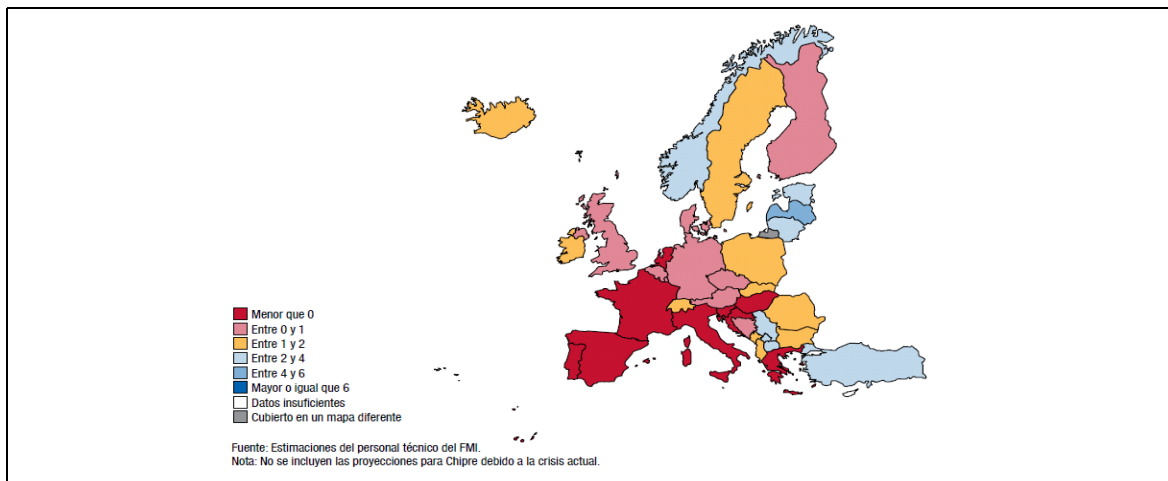 Menor que 0
Entre 0 y 1
Entre 1 y 2
Entre 2 y 4
Entre 4 y 6
Mayor o igual que 6
Datos insuficientes
Cubierto en un mapa diferente
Fuente: Estimaciones del personal técnico del FMI.
Nota: No se incluyen las proyecciones para Chipre debido a la crisis actual.